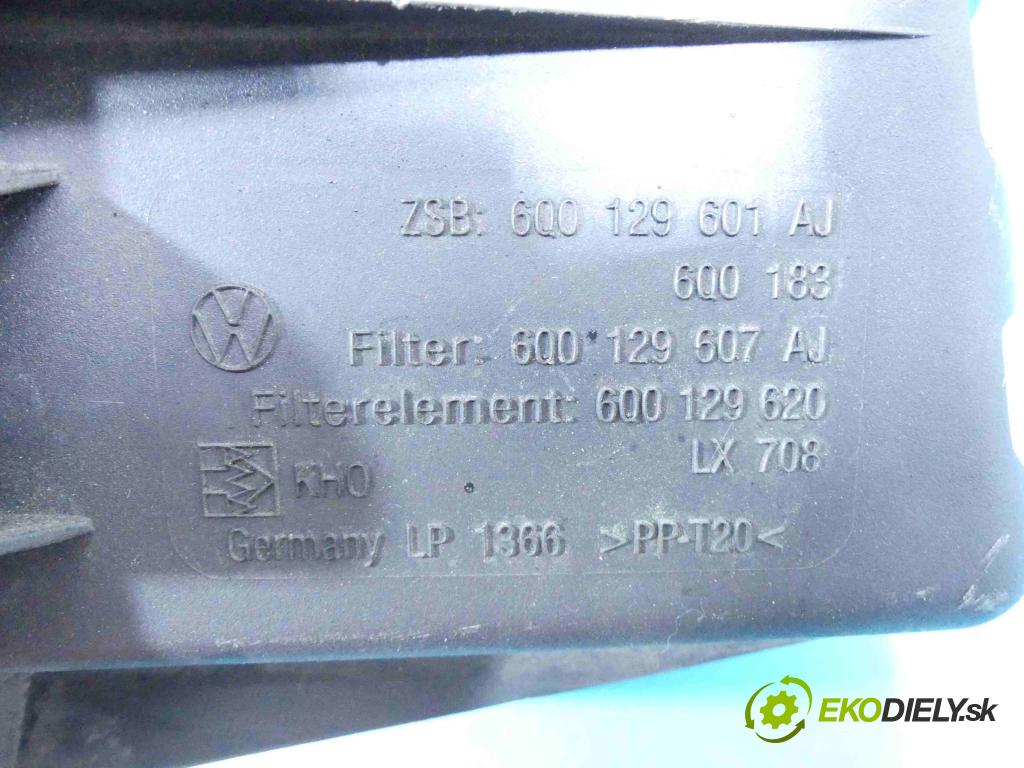 ZSB: 6Q0 129 601 AJ
6Q0 183
Filter: 6Q0 129 607 AJ
Filterelement: 6Q0 129 620
LX 708
KHO
Germany LP 1366 >PP-T20<
EKODIELY.sk